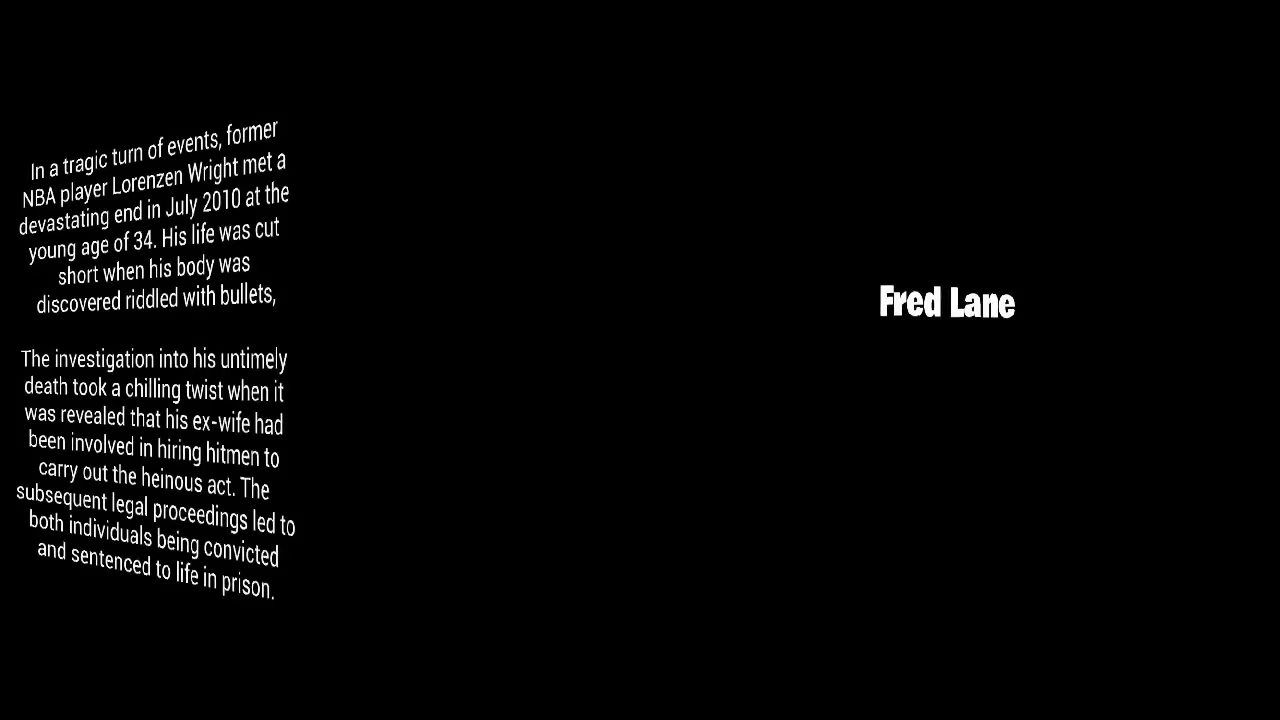 In a tragic turn of events, former
NBA player Lorenzen Wright met a
devastating end in July 2010 at the
young age of 34. His life was cut
short when his body was
discovered riddled with bullets,
The investigation into his untimely
death took a chilling twist when it
was revealed that his ex-wife had
been involved in hiring hitmen to
carry out the heinous act. The
subsequent legal proceedings led to
both individuals being convicted
and sentenced to life in prison.
Fred Lane